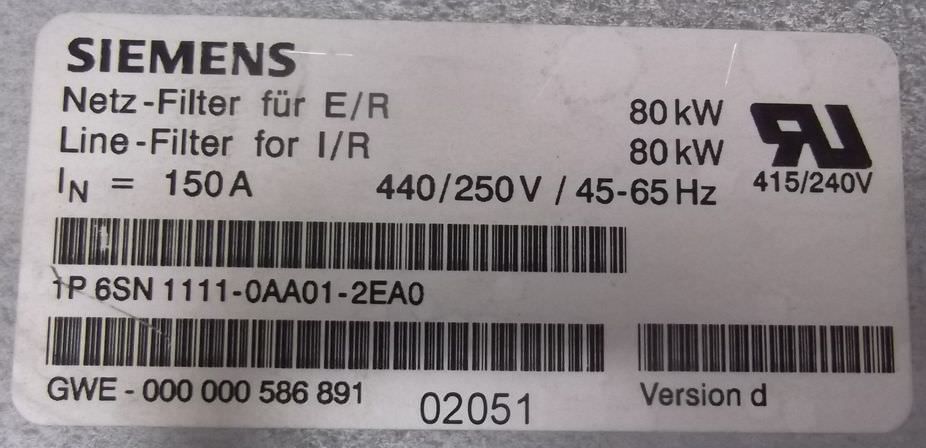 SIEMENS
Netz-Filter für E/R 80 kW
Line-Filter for I/R 80 kW
IN = 150 A 440/250 V / 45-65 Hz
415/240V
1P 6SN 1111-0AA01-2EA0
GWE - 000 000 586 891
02051
Version d